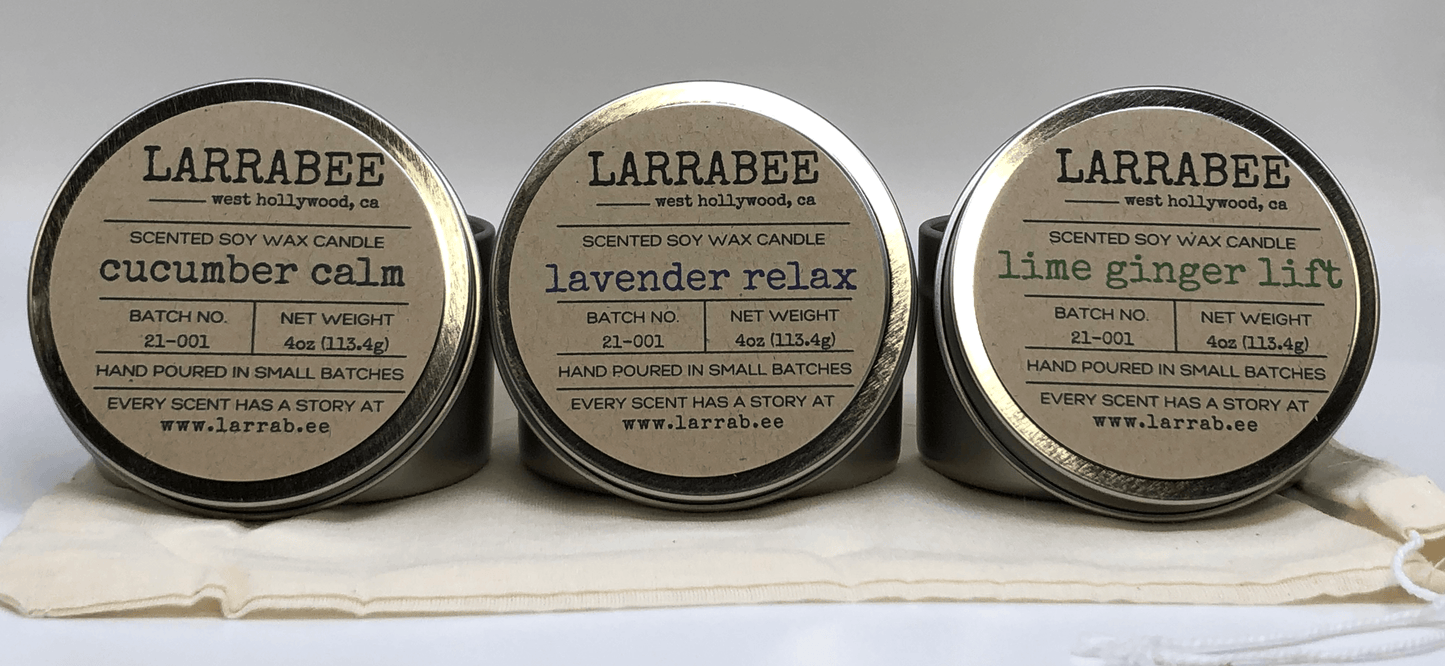 LARRABEE
west hollywood, ca
SCENTED SOY WAX CANDLE
cucumber calm
BATCH NO.
21-001
NET WEIGHT
4oz (113.4g)
HAND POURED IN SMALL BATCHES
EVERY SCENT HAS A STORY AT
www.larrab.ee
LARRABEE
west hollywood, ca
SCENTED SOY WAX CANDLE
lavender relax
BATCH NO.
21-001
NET WEIGHT
4oz (113.4g)
HAND POURED IN SMALL BATCHES
EVERY SCENT HAS A STORY AT
www.larrab.ee
LARRABEE
west hollywood, ca
SCENTED SOY WAX CANDLE
lime ginger lift
BATCH NO.
21-001
NET WEIGHT
4oz (113.4g)
HAND POURED IN SMALL BATCHES
EVERY SCENT HAS A STORY AT
www.larrab.ee